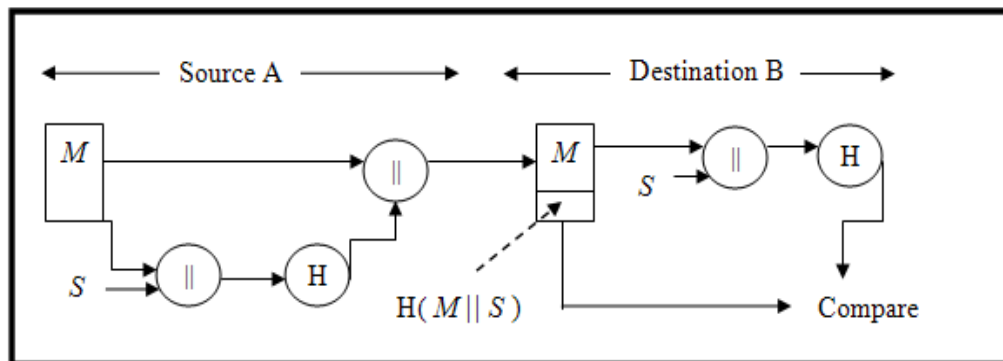 Source A
Destination B
M
||
M
||
H
S
S
||
H
H( M || S )
Compare